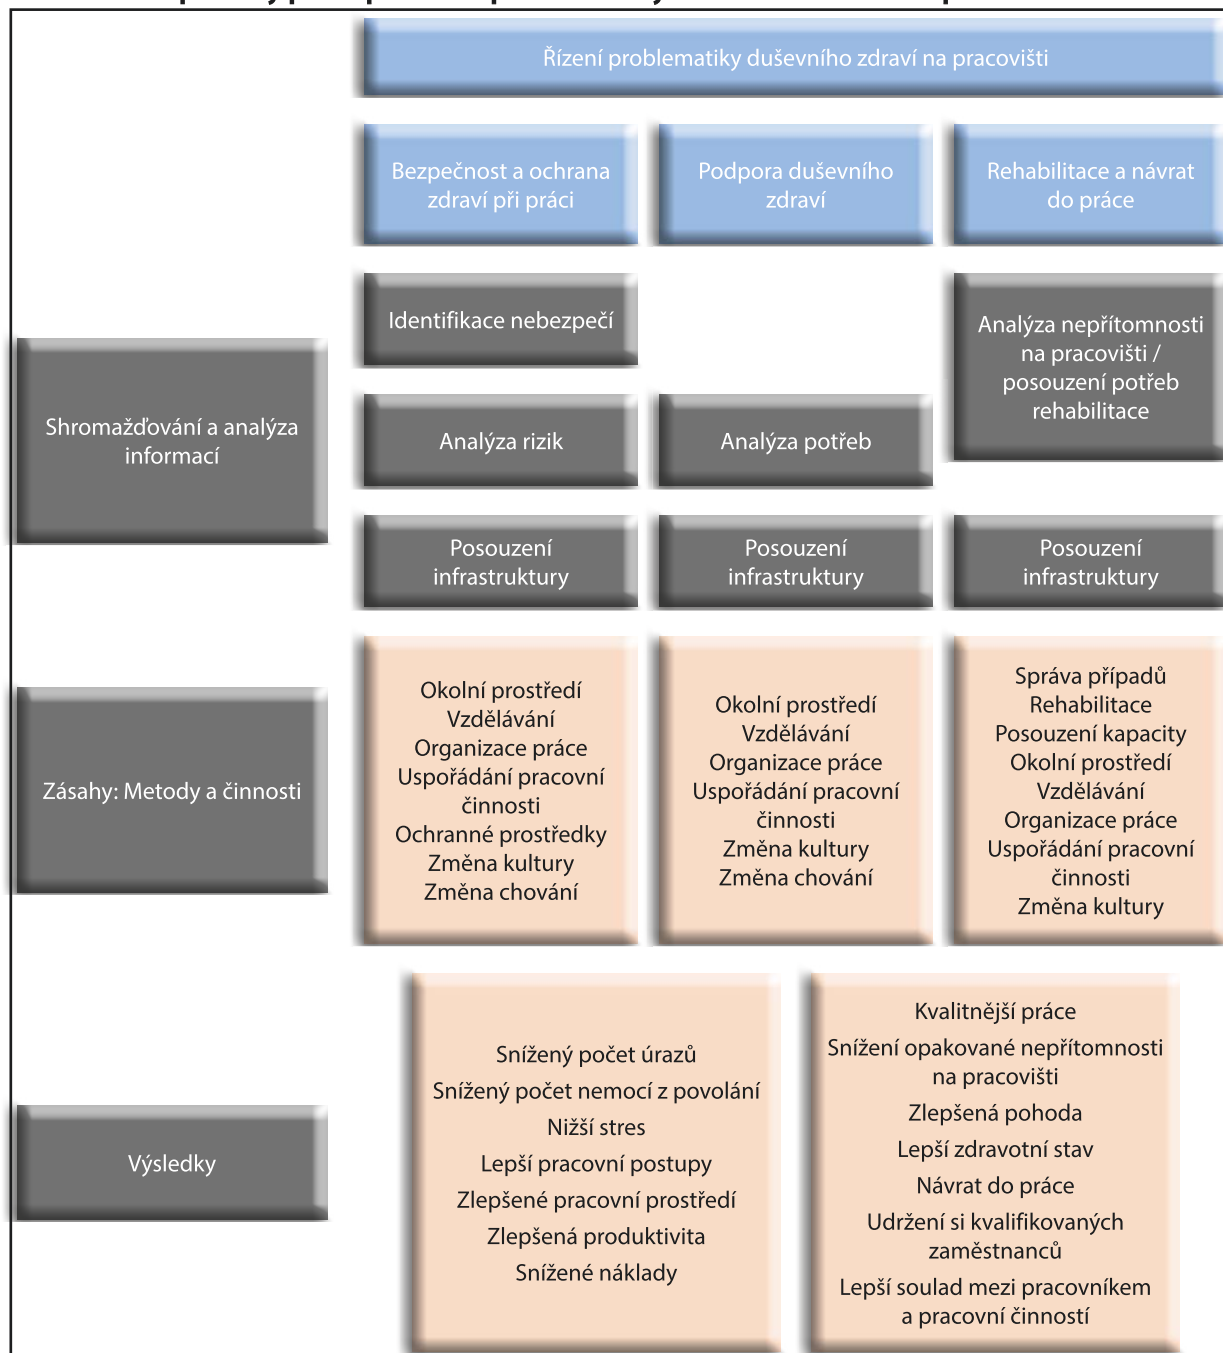 Řízení problematiky duševního zdraví na pracovišti
Bezpečnost a ochrana
zdraví při práci
Podpora duševního
zdraví
Rehabilitace a návrat
do práce
Shromažďování a analýza
informací
Identifikace nebezpečí
Analýza rizik
Analýza potřeb
Analýza nepřítomnosti
na pracovišti /
posouzení potřeb
rehabilitace
Posouzení
infrastruktury
Posouzení
infrastruktury
Posouzení
infrastruktury
Zásahy: Metody a činnosti
Okolní prostředí
Vzdělávání
Organizace práce
Uspořádání pracovní
činnosti
Ochranné prostředky
Změna kultury
Změna chování
Okolní prostředí
Vzdělávání
Organizace práce
Uspořádání pracovní
činnosti
Změna kultury
Změna chování
Správa případů
Rehabilitace
Posouzení kapacity
Okolní prostředí
Vzdělávání
Organizace práce
Uspořádání pracovní
činnosti
Změna kultury
Výsledky
Snížený počet úrazů
Snížený počet nemocí z povolání
Nižší stres
Lepší pracovní postupy
Zlepšené pracovní prostředí
Zlepšená produktivita
Snížené náklady
Kvalitnější práce
Snížení opakované nepřítomnosti
na pracovišti
Zlepšená pohoda
Lepší zdravotní stav
Návrat do práce
Udržení si kvalifikovaných
zaměstnanců
Lepší soulad mezi pracovníkem
a pracovní činností